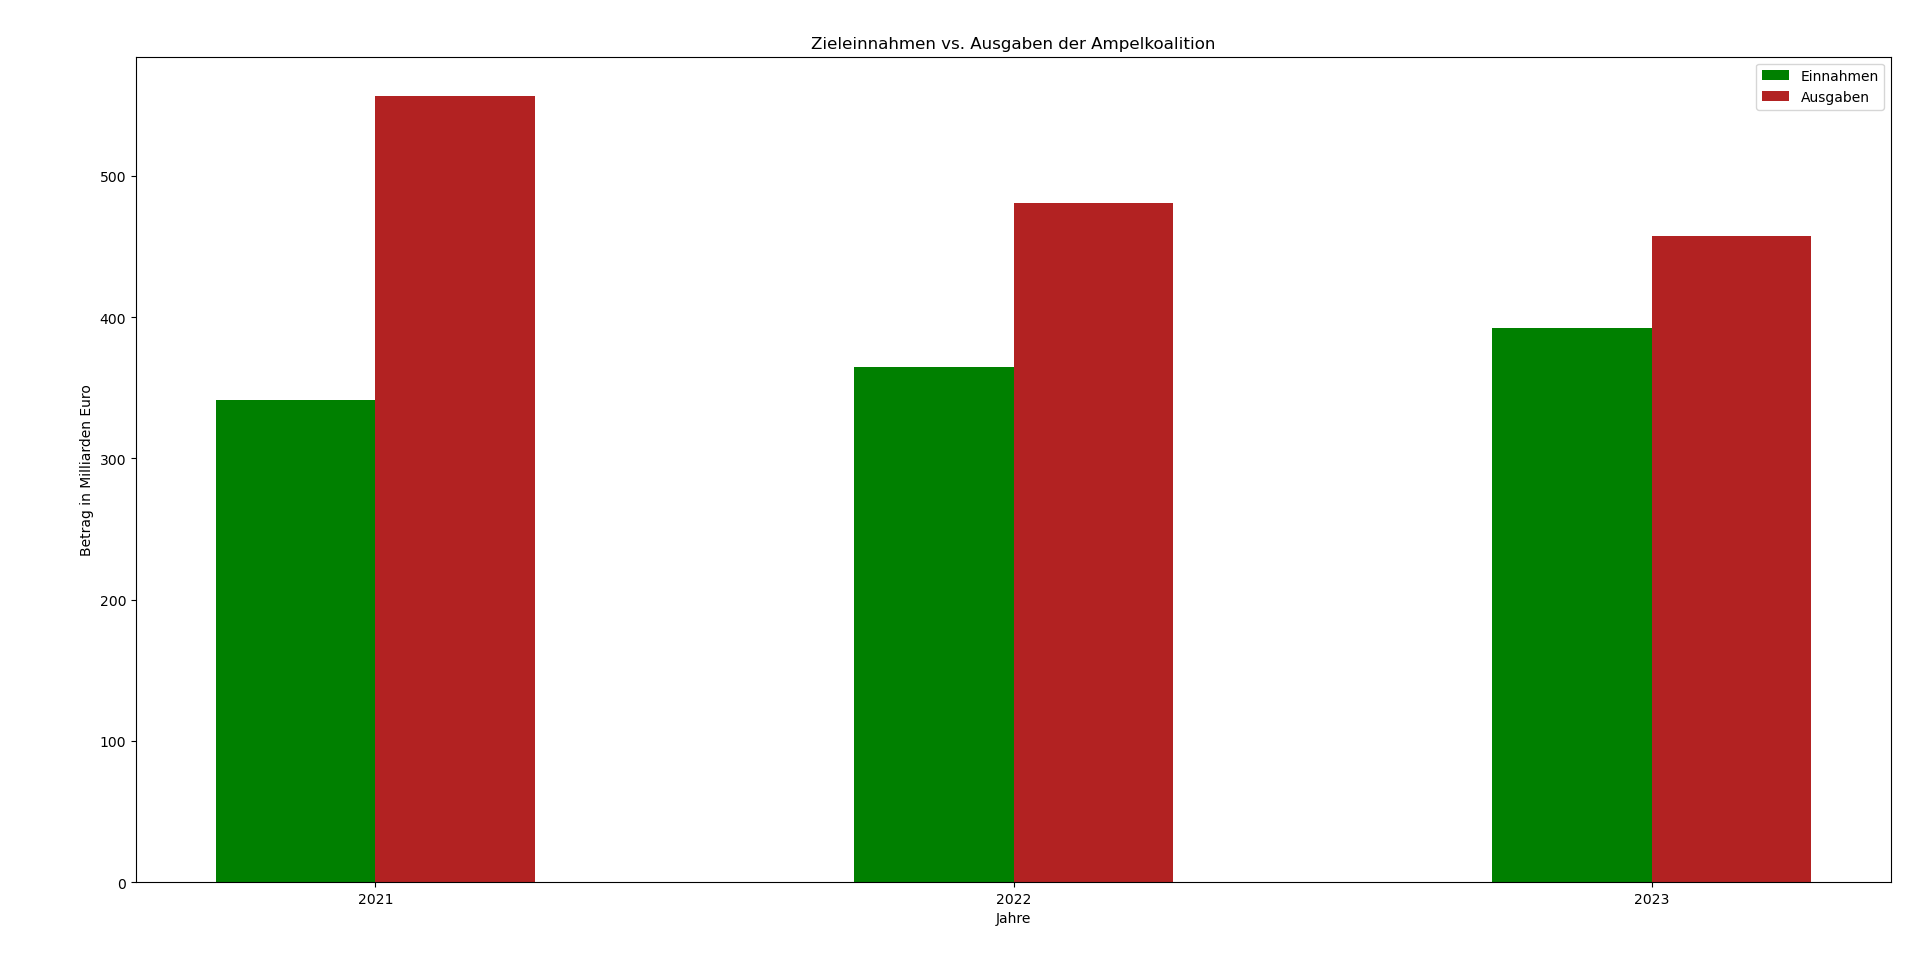 Zieleinnahmen vs. Ausgaben der Ampelkoalition
Einnahmen
Ausgaben
Betrag in Milliarden Euro
500
400
300
200
100
0
2021
2022
2023
Jahre